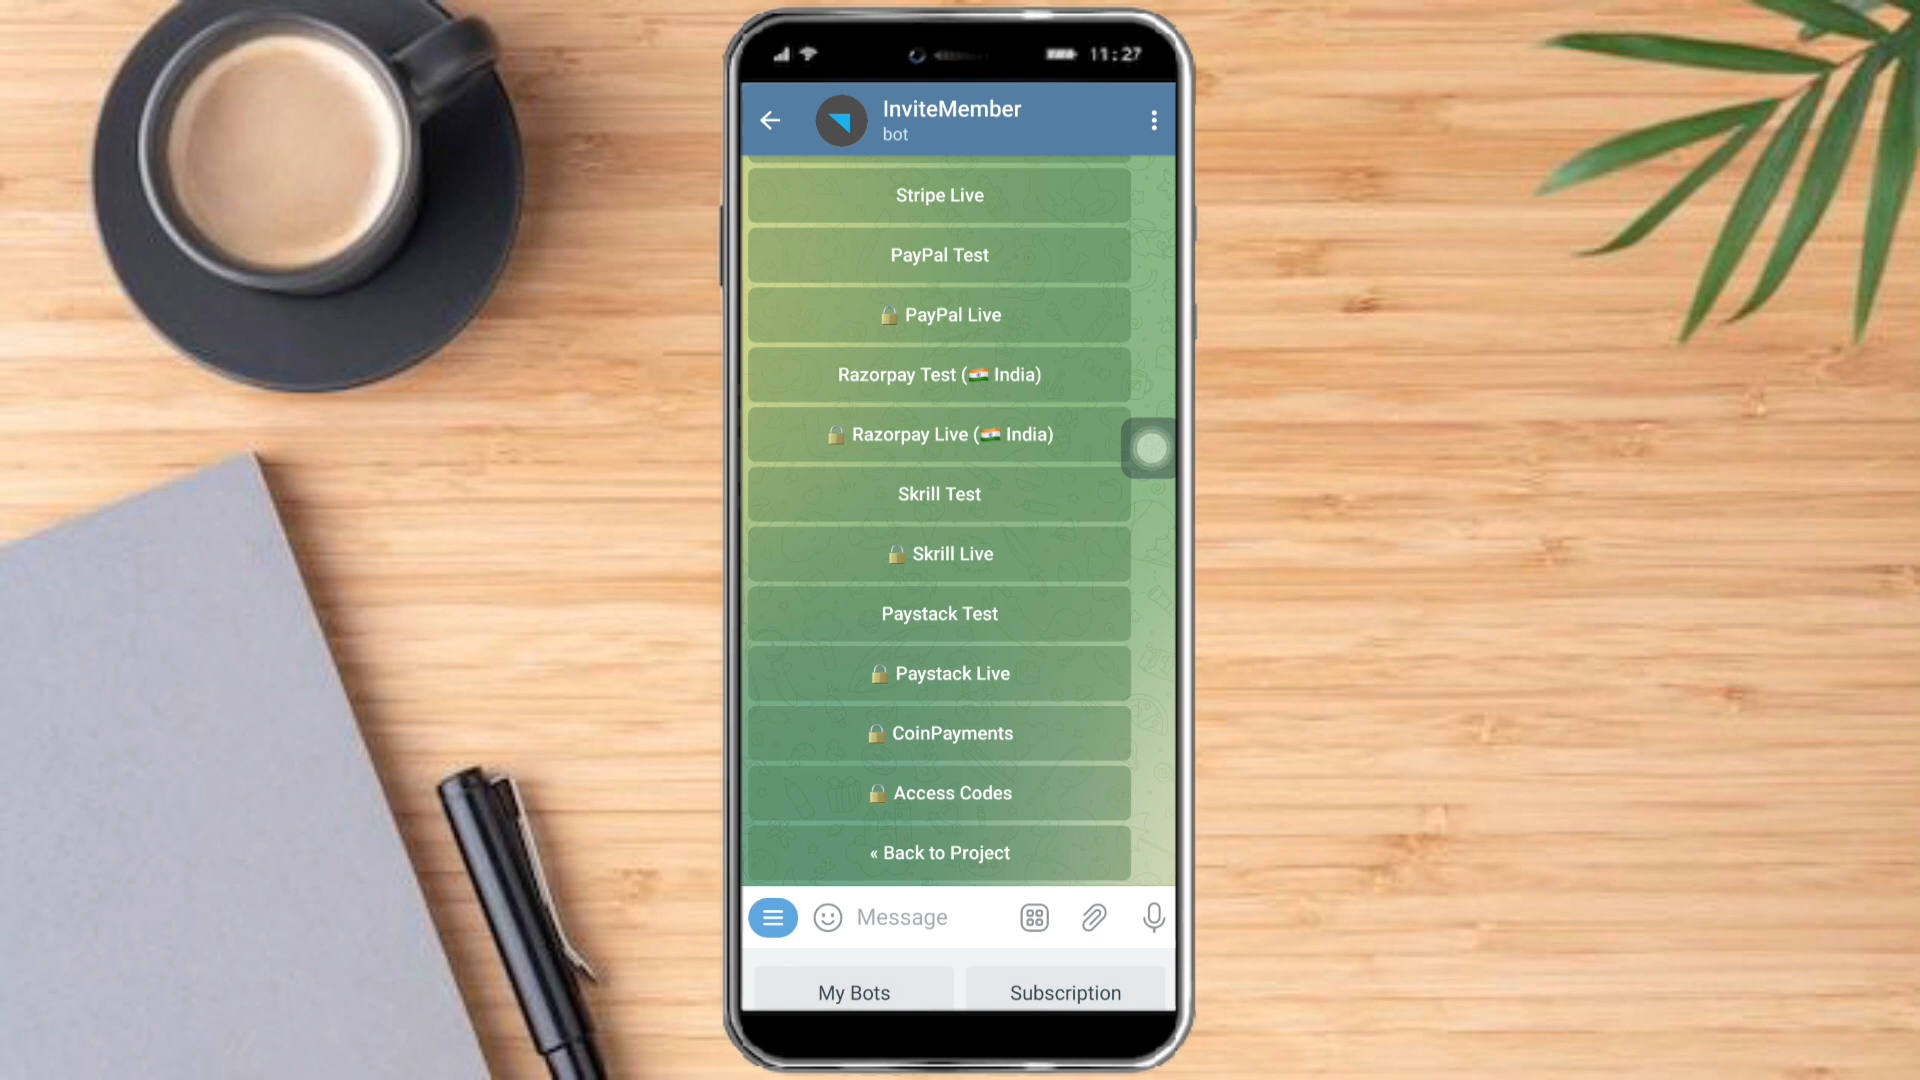 11:27
InviteMember
bot
Stripe Live
PayPal Test
🔒 PayPal Live
Razorpay Test (🇮🇳 India)
🔒 Razorpay Live (🇮🇳 India)
Skrill Test
🔒 Skrill Live
Paystack Test
🔒 Paystack Live
🔒 CoinPayments
🔒 Access Codes
« Back to Project
Message
My Bots
Subscription